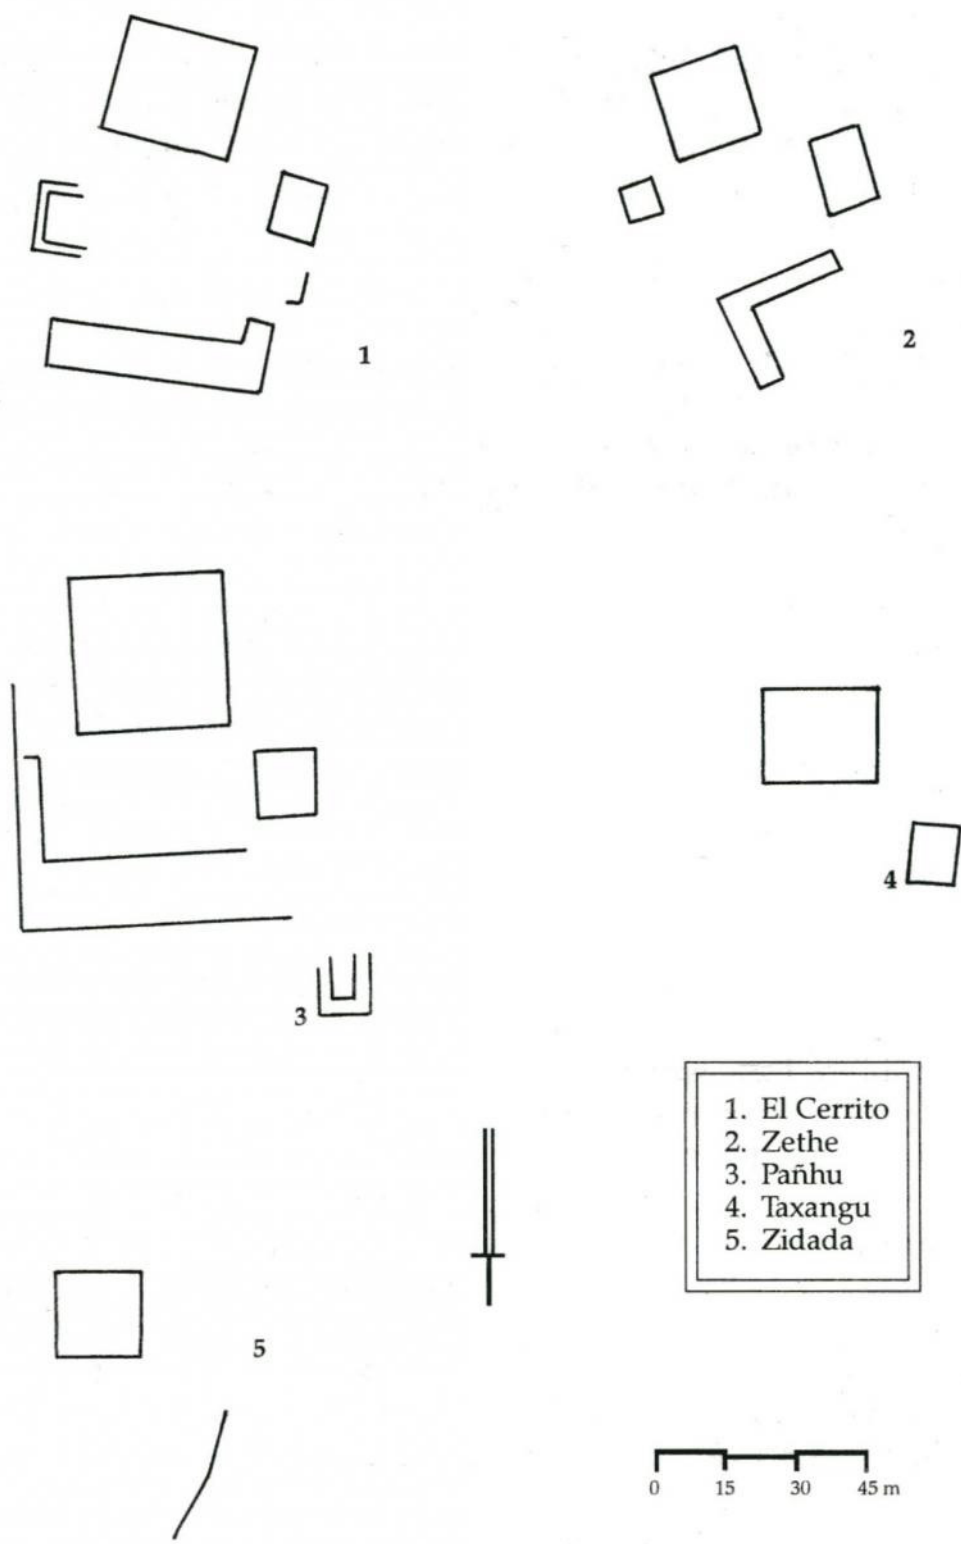 1
2
3
4
1. El Cerrito
2. Zethe
3. Pañhu
4. Taxangu
5. Zidada
5
0 15 30 45 m